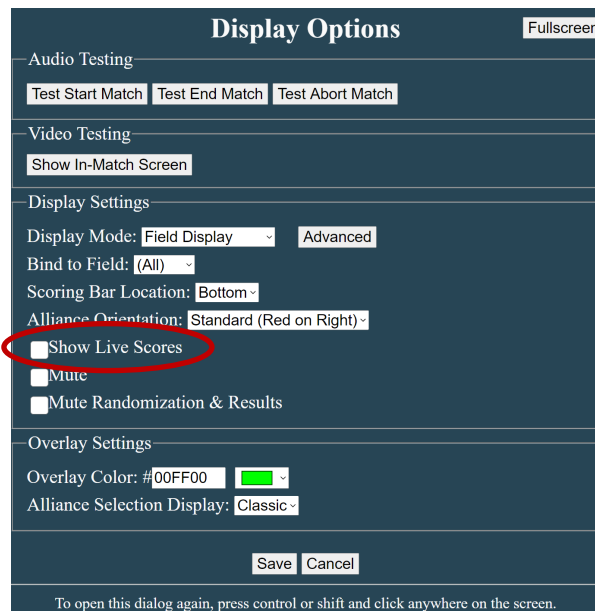 Display Options
Fullscreen
Audio Testing
Test Start Match Test End Match Test Abort Match
Video Testing
Show In-Match Screen
Display Settings
Display Mode: Field Display Advanced
Bind to Field: (All)
Scoring Bar Location: Bottom
Alliance Orientation: Standard (Red on Right)
Show Live Scores
Mute
Mute Randomization & Results
Overlay Settings
Overlay Color: #00FF00
Alliance Selection Display: Classic
Save Cancel
To open this dialog again, press control or shift and click anywhere on the screen.